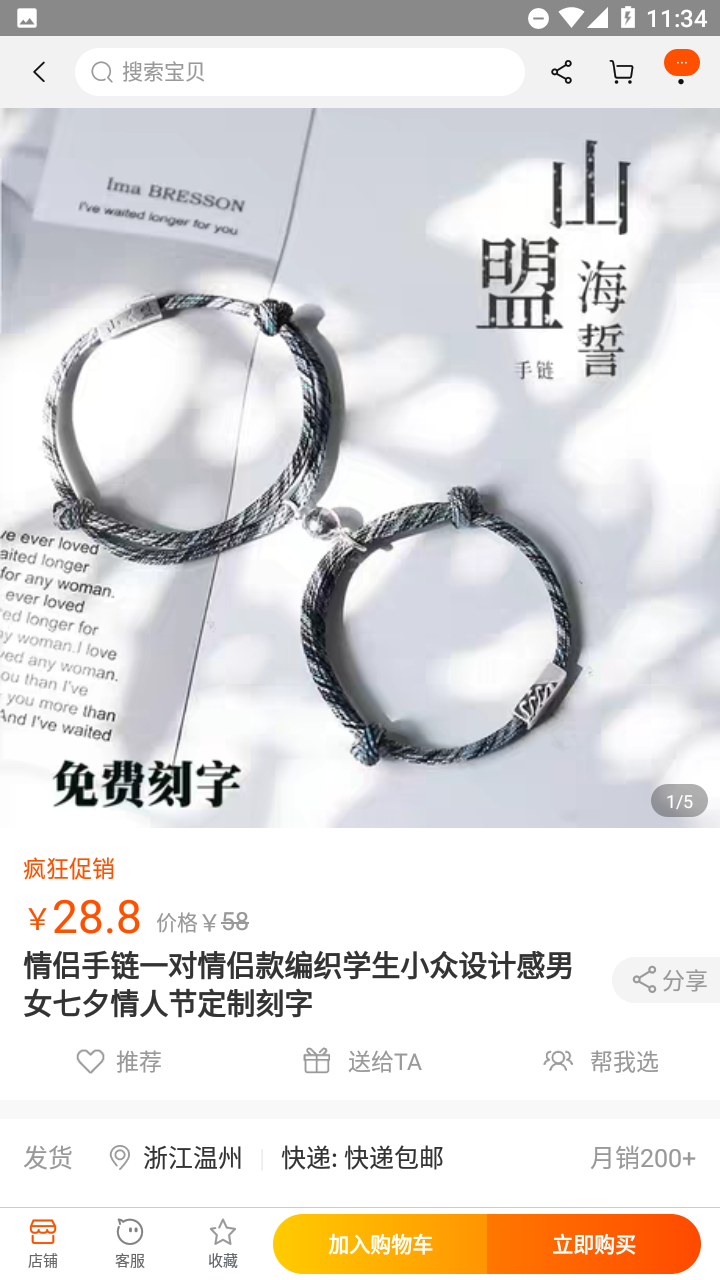 11:34
搜索宝贝
...
Ima BRESSON
I've waited longer for you
山
盟
海誓
手链
ve ever loved
aited longer
for any woman.
ever loved
ed longer for
y woman.I love
ved any woman.
ou than I've
you more than
And I've waited
免费刻字
1/5
疯狂促销
¥28.8 价格¥58
情侣手链一对情侣款编织学生小众设计感男
女七夕情人节定制刻字
分享
推荐
送给TA
帮我选
发货 浙江温州 快递: 快递包邮 月销200+
店铺
客服
收藏
加入购物车
立即购买